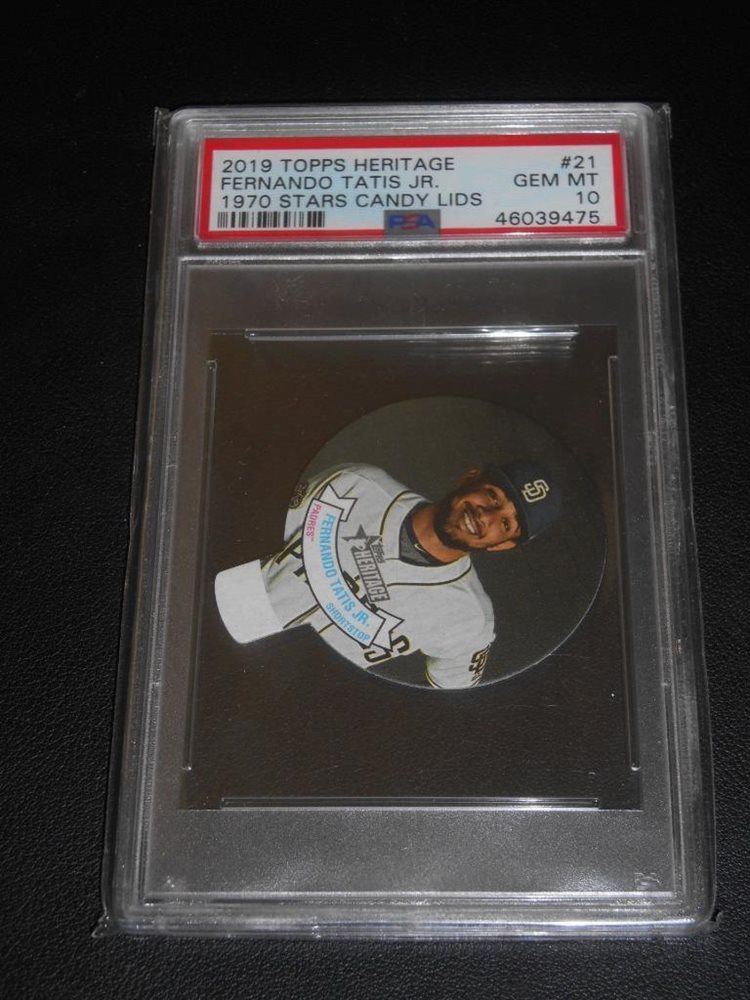 2019 TOPPS HERITAGE #21
FERNANDO TATIS JR. GEM MT
1970 STARS CANDY LIDS 10
PSA 46039475
SD
Topps
HERITAGE
FERNANDO TATIS JR.
PADRES™
SHORTSTOP